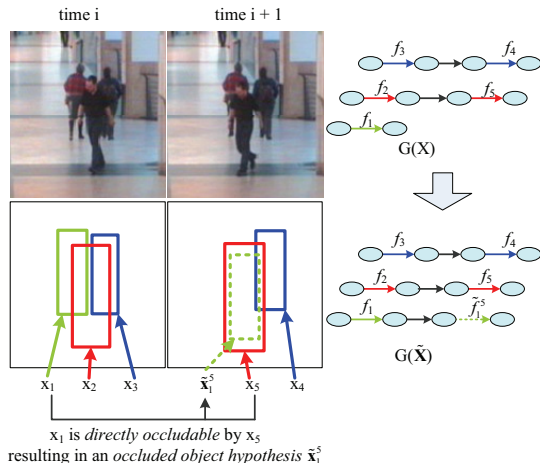 time i time i + 1
f₃ f₄
f₂ f₅
f₁
G(X)
f₃ f₄
f₂ f₅
f₁ f̃₁⁵
G(X̃)
x₁ x₂ x₃ x̃₁⁵ x₅ x₄
x₁ is directly occludable by x₅
resulting in an occluded object hypothesis x̃₁⁵